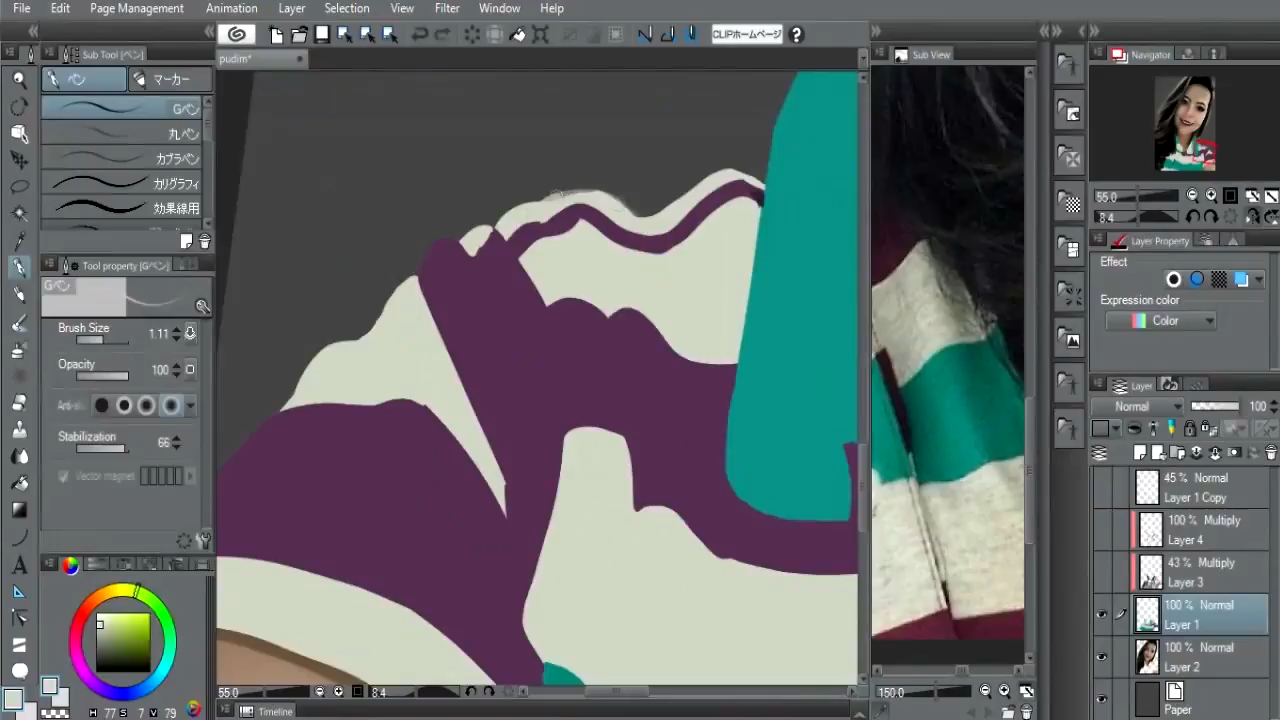 File Edit Page Management Animation Layer Selection View Filter Window Help
Sub Tool [ペン]
CLIPホームページ
pudim*
Sub View
Navigator
ペン マーカー
Gペン
丸ペン
カブラペン
カリグラフィ
効果線用
Tool property [Gペン]
Gペン
Brush Size 1.11
Opacity 100
Stabilization 66
Vector magnet
55.0
8.4
Layer Property
Effect
Expression color
Color
Layer
Normal 100
45 % Normal
Layer 1 Copy
100 % Multiply
Layer 4
43 % Multiply
Layer 3
100 % Normal
Layer 1
100 % Normal
Layer 2
Paper
55.0 8.4 150.0
H 77 S 7 V 79
Timeline